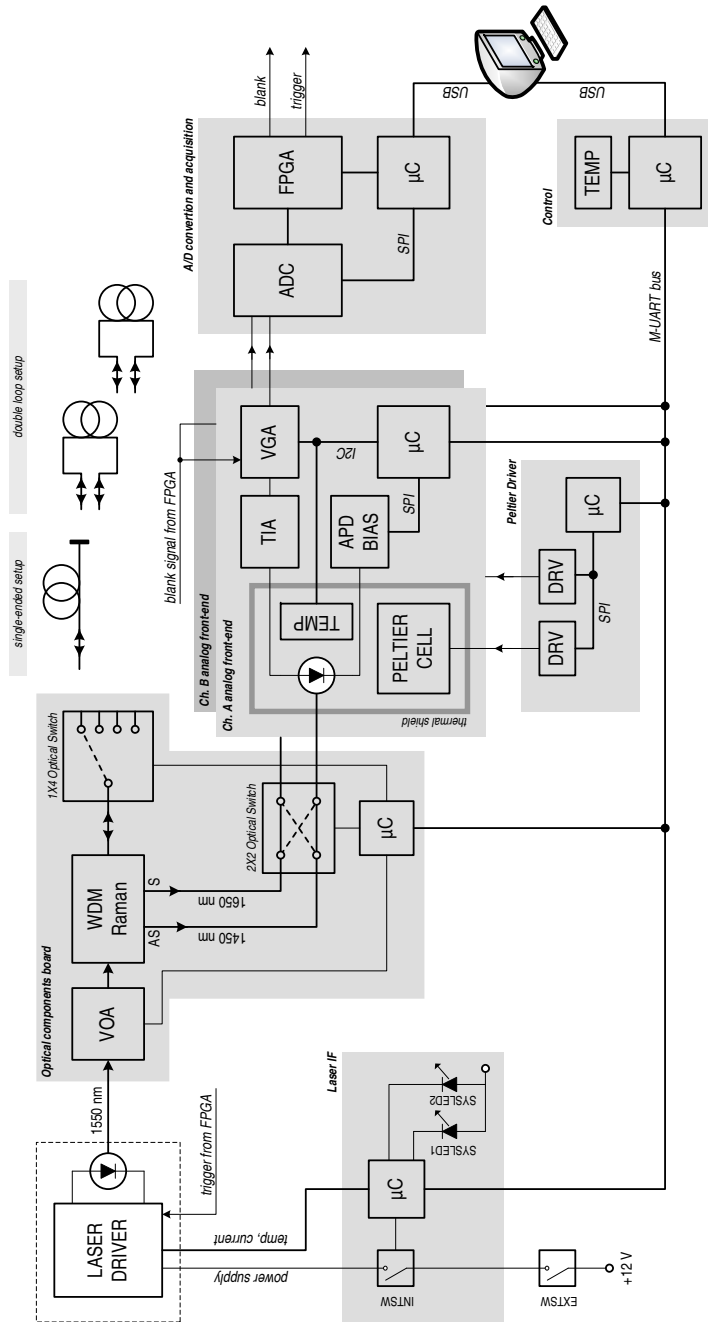 single-ended setup
double loop setup
LASER
DRIVER
1550 nm
trigger from FPGA
temp, current
power supply
Optical components board
VOA
WDM
Raman
AS
S
1450 nm
1650 nm
1X4 Optical Switch
2X2 Optical Switch
µC
Laser IF
µC
SYSLED1
SYSLED2
INTSW
EXTSW
+12 V
blank signal from FPGA
Ch. B analog front-end
Ch. A analog front-end
TIA
VGA
TEMP
APD
BIAS
PELTIER
CELL
thermal shield
I2C
SPI
µC
Peltier Driver
DRV
DRV
SPI
µC
A/D convertion and acquisition
ADC
FPGA
blank
trigger
SPI
µC
USB
USB
Control
TEMP
µC
M-UART bus